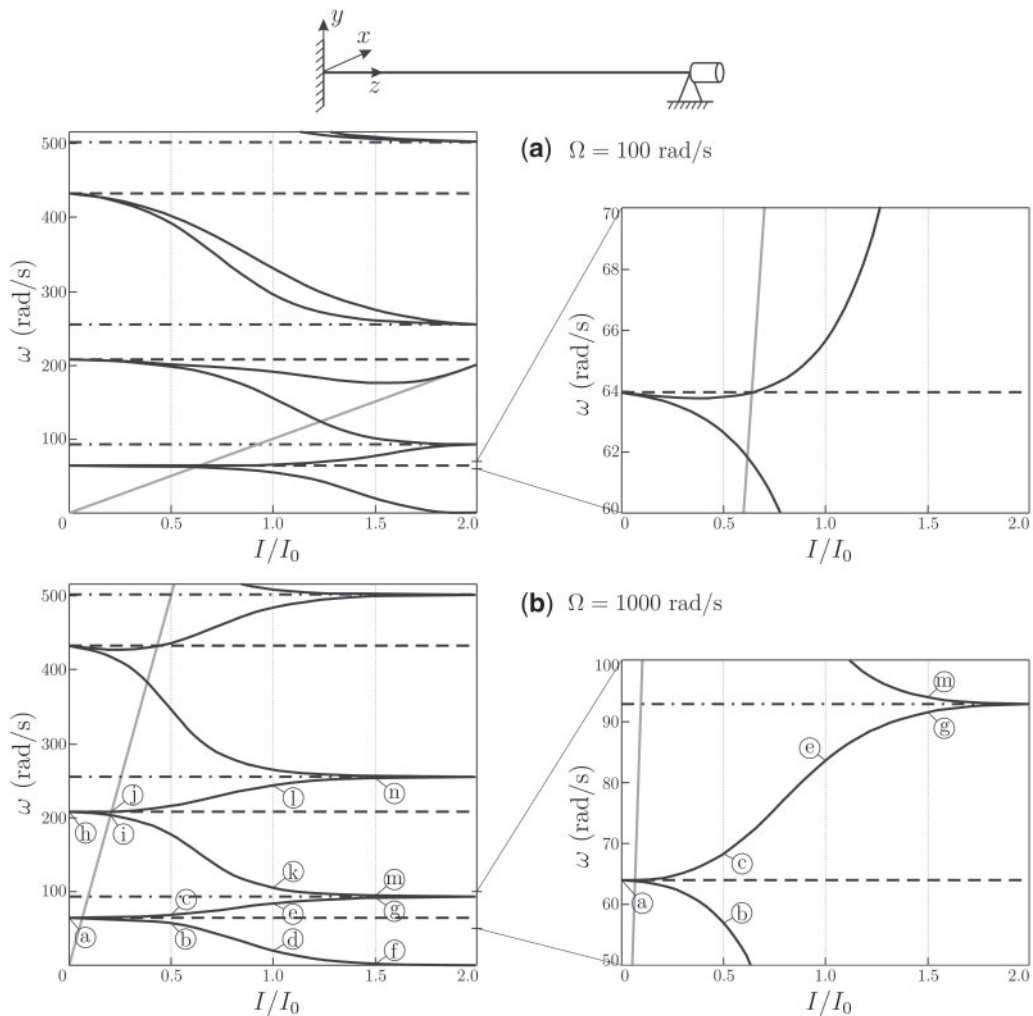 y
x
z
(a) Ω = 100 rad/s
500
400
300
200
100
0
0.5
1.0
1.5
2.0
ω (rad/s)
I/I₀
70
68
66
64
62
60
0
0.5
1.0
1.5
2.0
ω (rad/s)
I/I₀
(b) Ω = 1000 rad/s
500
400
300
200
100
0
0.5
1.0
1.5
2.0
ω (rad/s)
I/I₀
j
h
i
l
n
k
m
c
e
g
a
b
d
f
100
90
80
70
60
50
0
0.5
1.0
1.5
2.0
ω (rad/s)
I/I₀
m
g
e
c
a
b